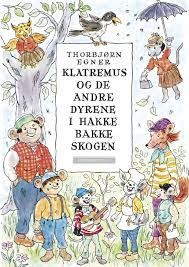 THORBJØRN
EGNER
KLATREMUS
OG DE
ANDRE
DYRENE
I HAKKE
BAKKE
SKOGEN